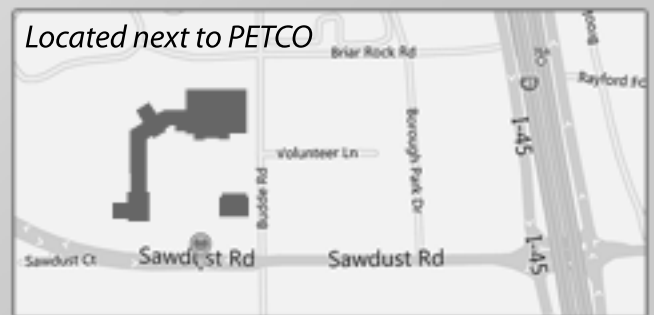 Located next to PETCO
Briar Rock Rd
Rayford
I-45
Borough Park Dr
Volunteer Ln
Budde Rd
I-45
Sawdust Ct
Sawdust Rd
Sawdust Rd